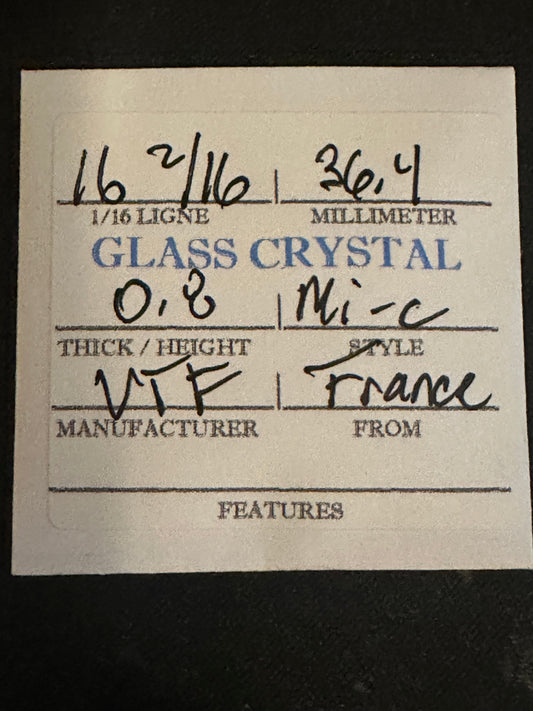 16 2/16 | 36.4
1/16 LIGNE MILLIMETER
GLASS CRYSTAL
0.8 | Mi-c
THICK / HEIGHT STYLE
VTF | France
MANUFACTURER FROM
FEATURES